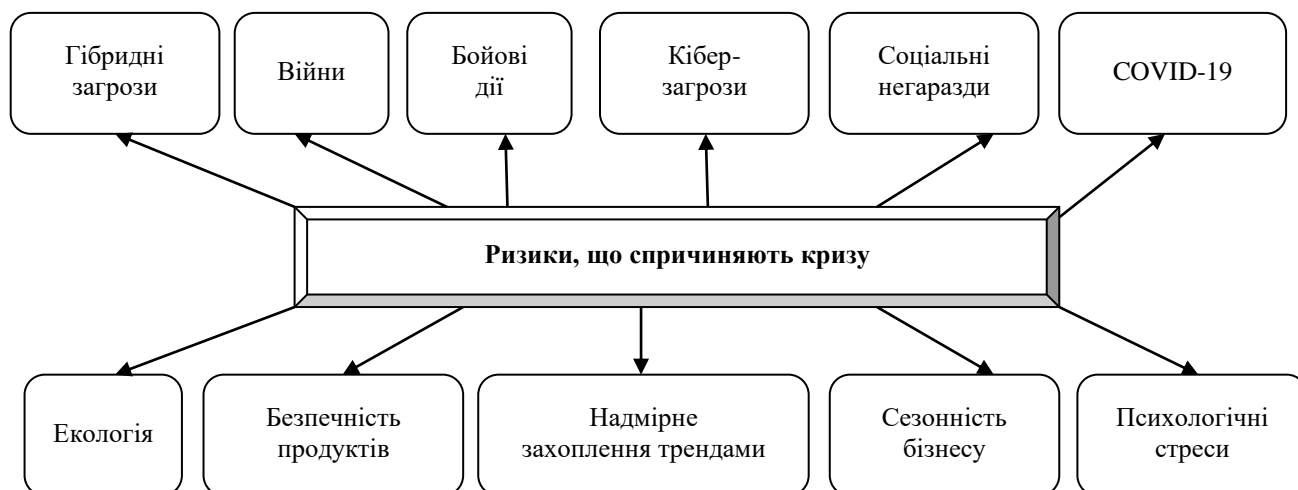 Гібридні
загрози
Війни
Бойові
дії
Кібер-
загрози
Соціальні
негаразди
COVID-19
Ризики, що спричиняють кризу
Екологія
Безпечність
продуктів
Надмірне
захоплення трендами
Сезонність
бізнесу
Психологічні
стреси